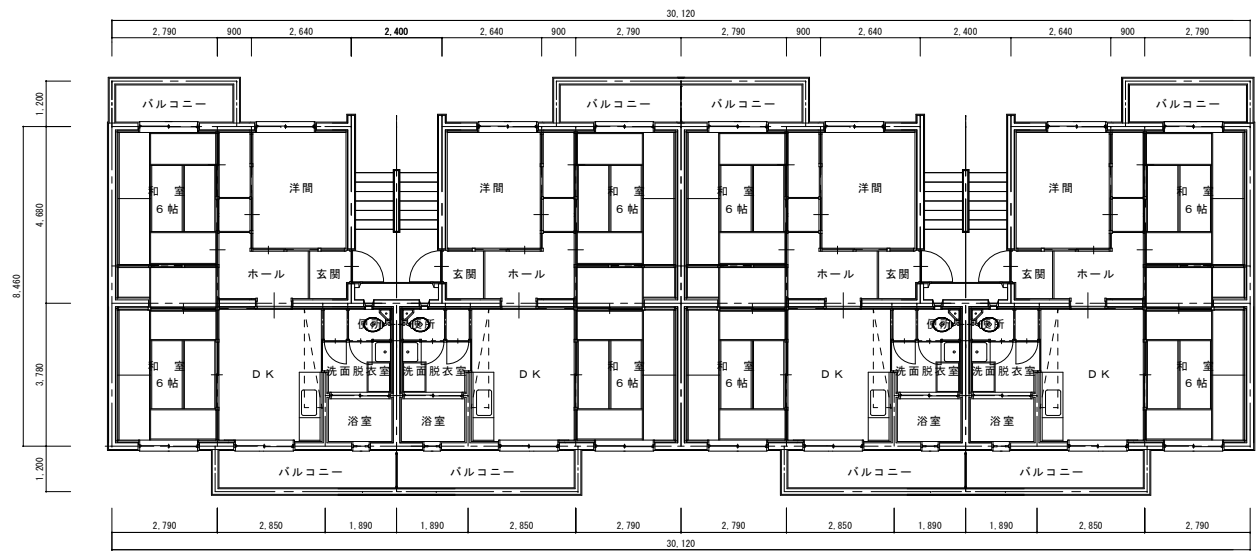 30,120
2,790 900 2,640 2,400 2,640 900 2,790 2,790 900 2,640 2,400 2,640 900 2,790
1,200
バルコニー バルコニー バルコニー バルコニー
8,460
4,680
和 室 洋間 洋間 和 室 和 室 洋間 洋間 和 室
6帖 6帖 6帖 6帖
ホール 玄関 玄関 ホール ホール 玄関 玄関 ホール
便所 便所 便所 便所
3,780
和 室 DK 洗面脱衣室 洗面脱衣室 DK 和 室 和 室 DK 洗面脱衣室 洗面脱衣室 DK 和 室
6帖 6帖 6帖 6帖
浴室 浴室 浴室 浴室
1,200
バルコニー バルコニー バルコニー バルコニー
2,790 2,850 1,890 1,890 2,850 2,790 2,790 2,850 1,890 1,890 2,850 2,790
30,120